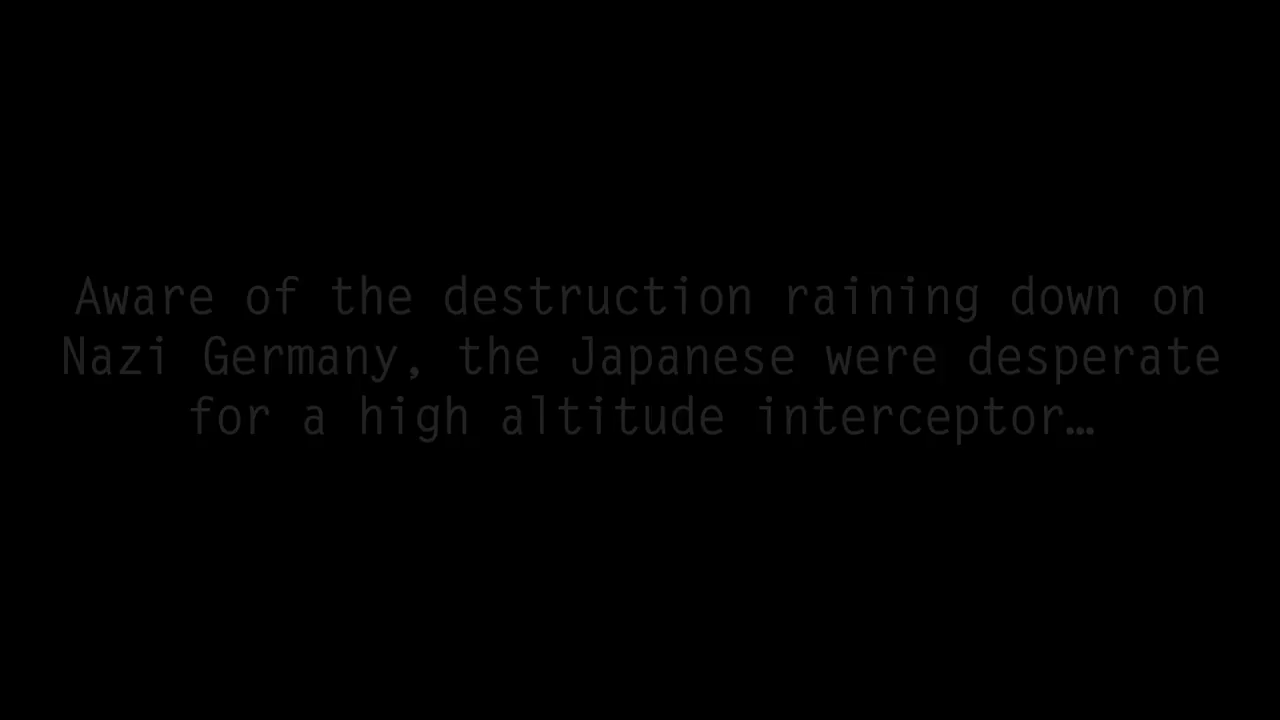 Aware of the destruction raining down on
Nazi Germany, the Japanese were desperate
for a high altitude interceptor…